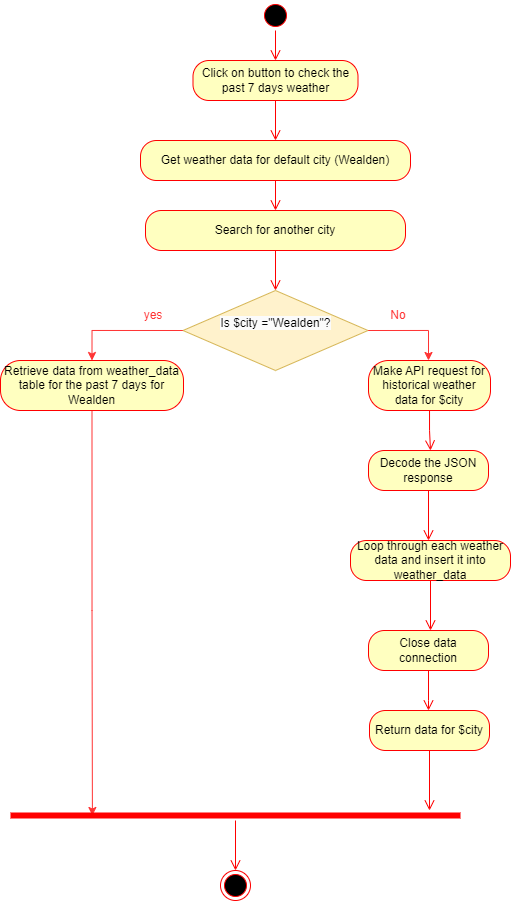 Click on button to check the
past 7 days weather
Get weather data for default city (Wealden)
Search for another city
Is $city ="Wealden"?
yes
No
Retrieve data from weather_data
table for the past 7 days for
Wealden
Make API request for
historical weather
data for $city
Decode the JSON
response
Loop through each weather
data and insert it into
weather_data
Close data
connection
Return data for $city